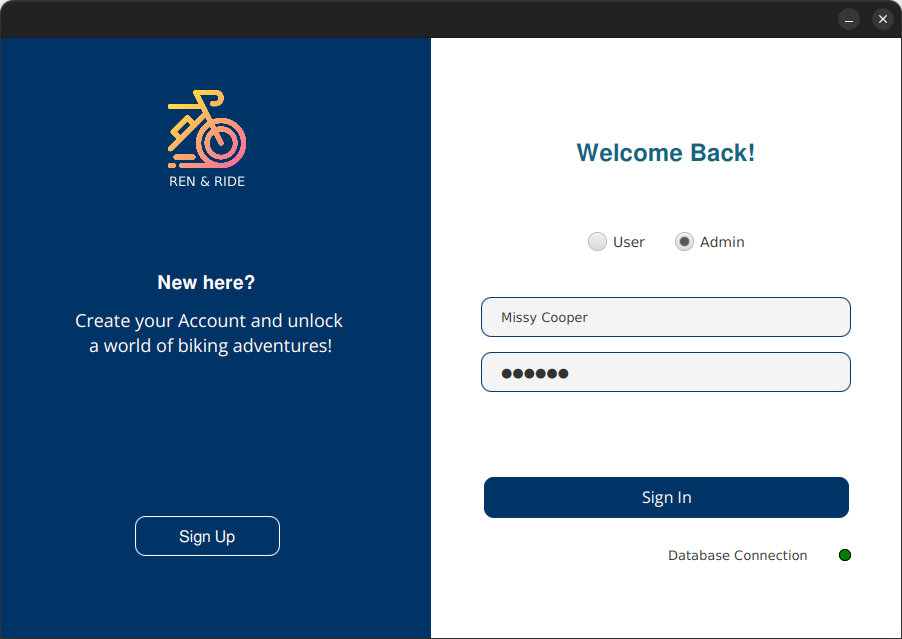 REN & RIDE
New here?
Create your Account and unlock
a world of biking adventures!
Sign Up
Welcome Back!
User
Admin
Missy Cooper
●●●●●●
Sign In
Database Connection